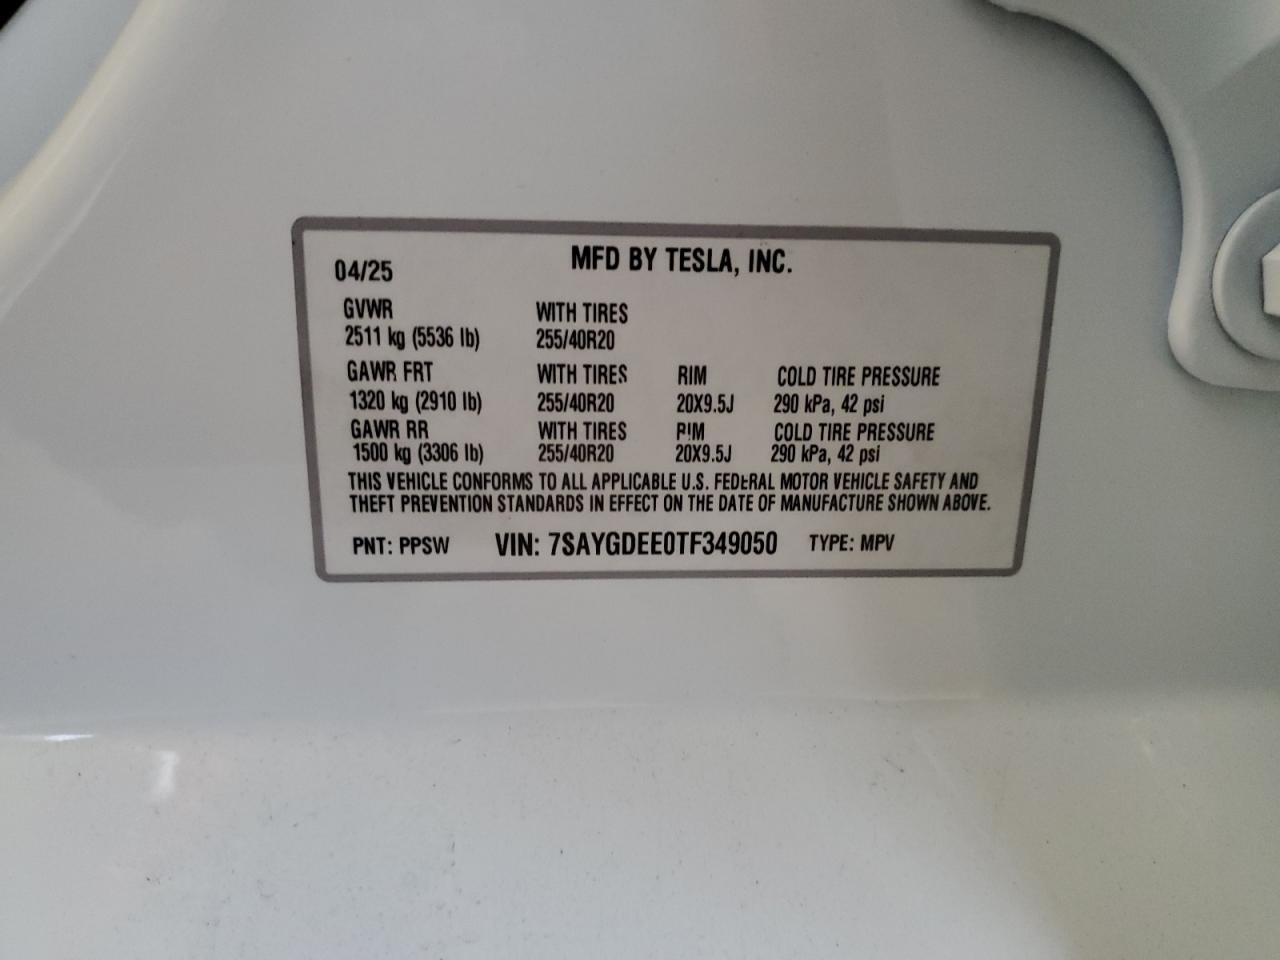 MFD BY TESLA, INC.
04/25
GVWR WITH TIRES
2511 kg (5536 lb) 255/40R20
GAWR FRT WITH TIRES RIM COLD TIRE PRESSURE
1320 kg (2910 lb) 255/40R20 20X9.5J 290 kPa, 42 psi
GAWR RR WITH TIRES RIM COLD TIRE PRESSURE
1500 kg (3306 lb) 255/40R20 20X9.5J 290 kPa, 42 psi
THIS VEHICLE CONFORMS TO ALL APPLICABLE U.S. FEDERAL MOTOR VEHICLE SAFETY AND
THEFT PREVENTION STANDARDS IN EFFECT ON THE DATE OF MANUFACTURE SHOWN ABOVE.
PNT: PPSW VIN: 7SAYGDEE0TF349050 TYPE: MPV